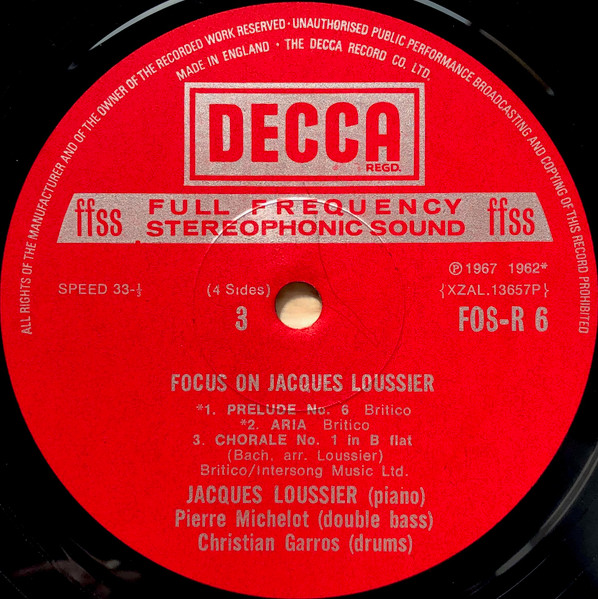 ALL RIGHTS OF THE MANUFACTURER AND OF THE OWNER OF THE RECORDED WORK RESERVED · UNAUTHORISED PUBLIC PERFORMANCE BROADCASTING AND COPYING OF THIS RECORD PROHIBITED
MADE IN ENGLAND · THE DECCA RECORD CO. LTD.
DECCA
REGD.
ffss FULL FREQUENCY ffss
STEREOPHONIC SOUND
℗ 1967 1962*
SPEED 33-⅓ (4 Sides) {XZAL.13657P}
3 FOS-R 6
FOCUS ON JACQUES LOUSSIER
*1. PRELUDE No. 6 Britico
*2. ARIA Britico
3. CHORALE No. 1 in B flat
(Bach, arr. Loussier)
Britico/Intersong Music Ltd.
JACQUES LOUSSIER (piano)
Pierre Michelot (double bass)
Christian Garros (drums)